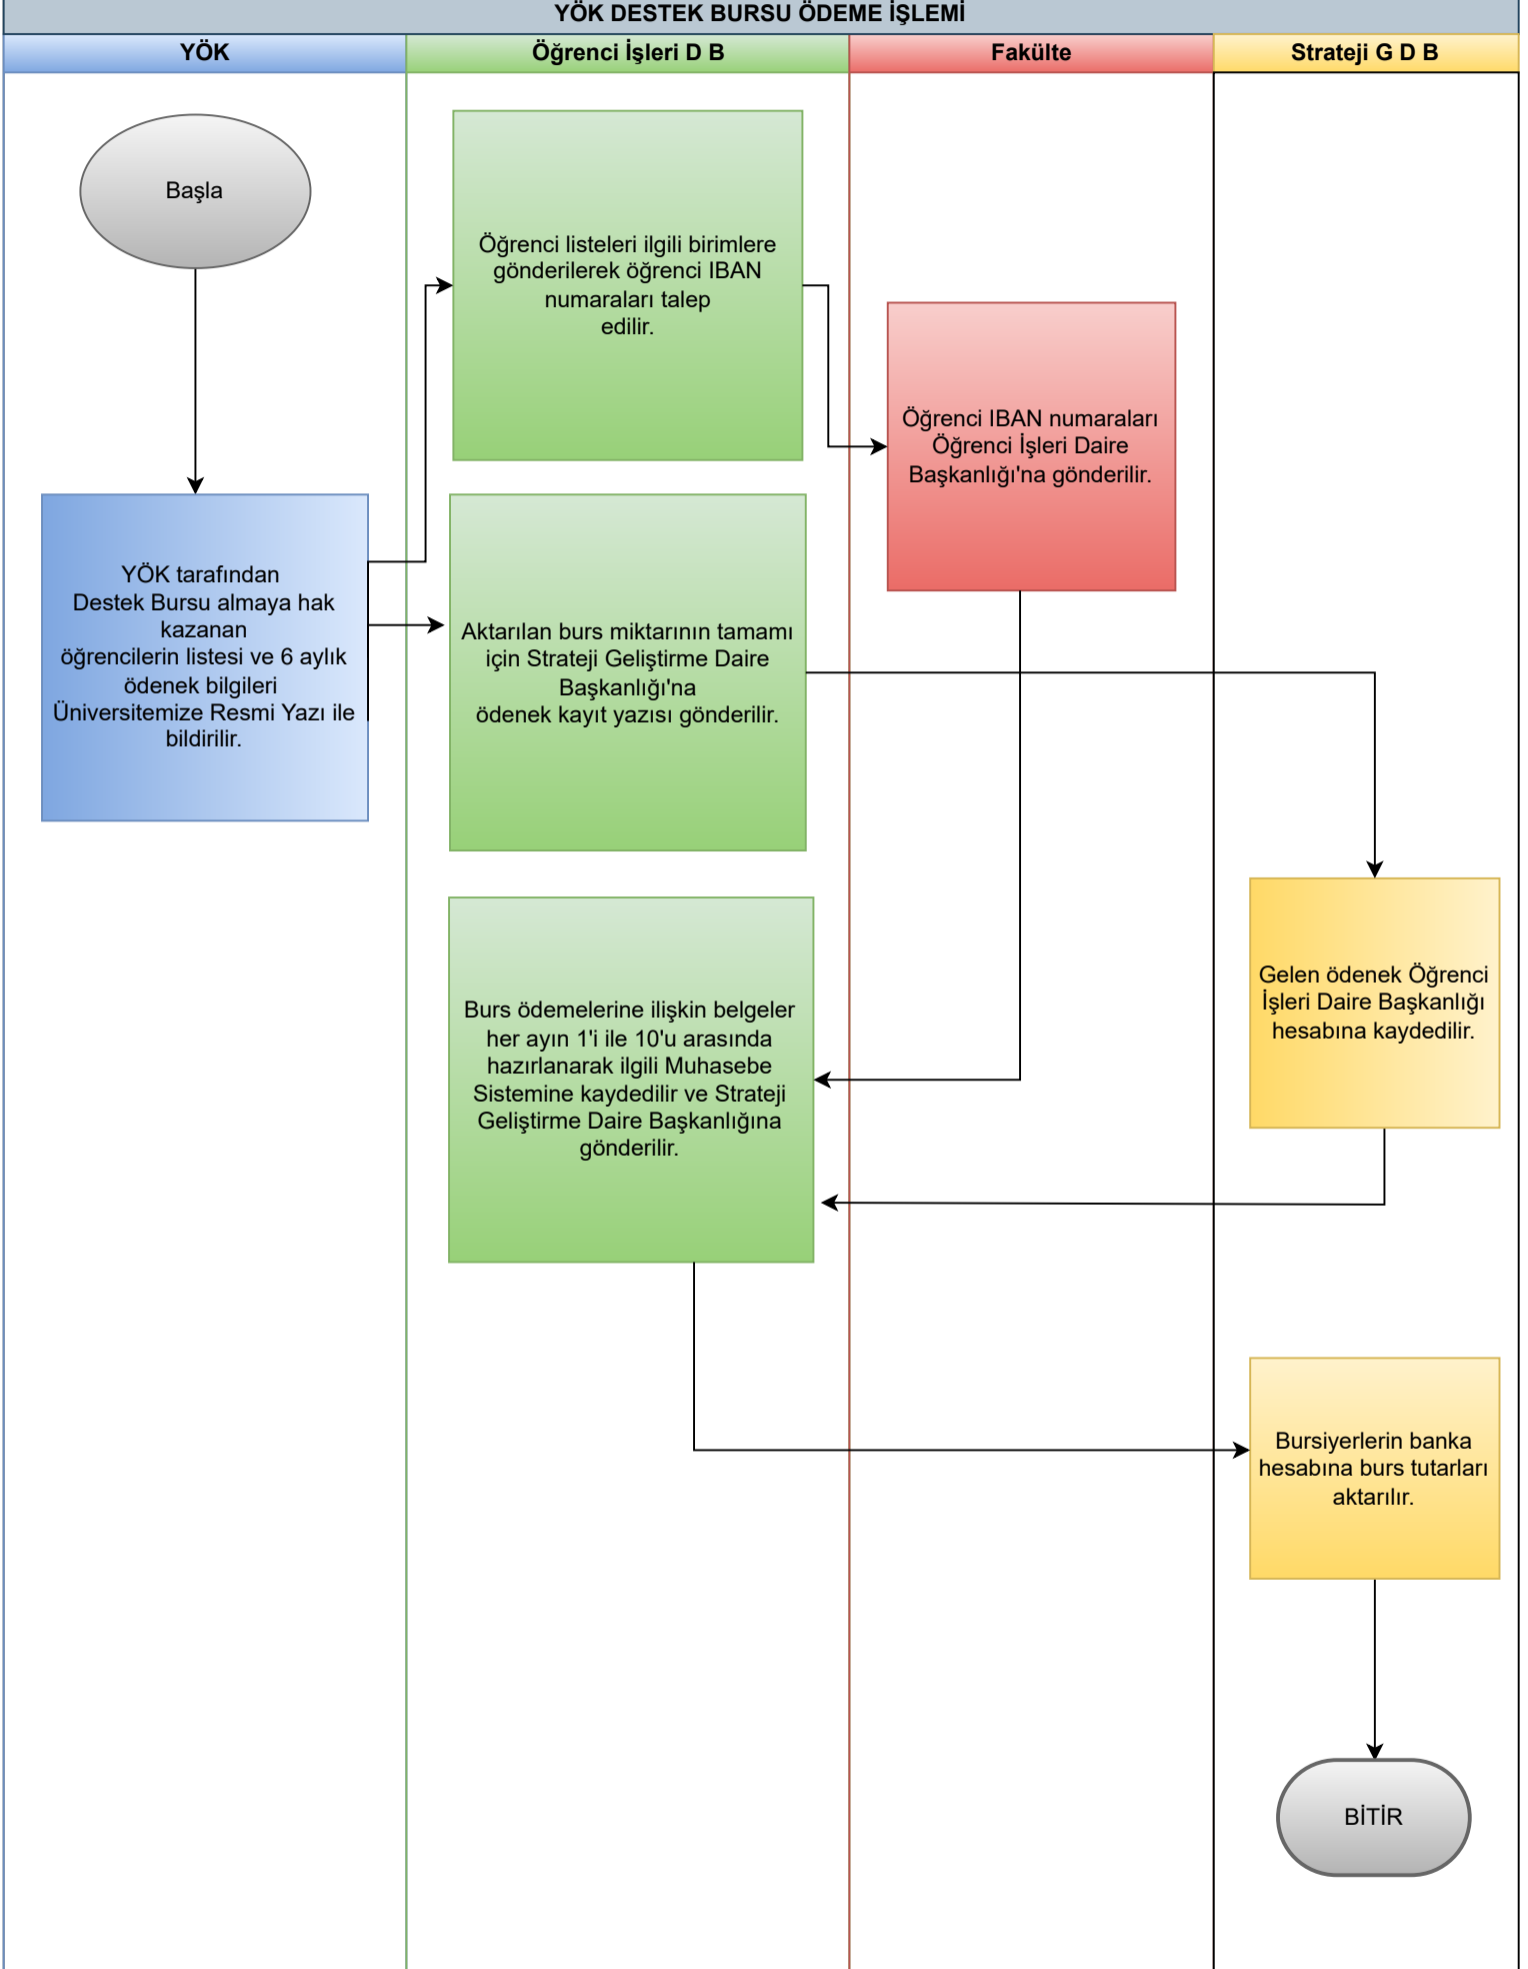 YÖK DESTEK BURSU ÖDEME İŞLEMİ
YÖK
Öğrenci İşleri D B
Fakülte
Strateji G D B
Başla
Öğrenci listeleri ilgili birimlere
gönderilerek öğrenci IBAN
numaraları talep
edilir.
Öğrenci IBAN numaraları
Öğrenci İşleri Daire
Başkanlığı'na gönderilir.
YÖK tarafından
Destek Bursu almaya hak
kazanan
öğrencilerin listesi ve 6 aylık
ödenek bilgileri
Üniversitemize Resmi Yazı ile
bildirilir.
Aktarılan burs miktarının tamamı
için Strateji Geliştirme Daire
Başkanlığı'na
ödenek kayıt yazısı gönderilir.
Gelen ödenek Öğrenci
İşleri Daire Başkanlığı
hesabına kaydedilir.
Burs ödemelerine ilişkin belgeler
her ayın 1'i ile 10'u arasında
hazırlanarak ilgili Muhasebe
Sistemine kaydedilir ve Strateji
Geliştirme Daire Başkanlığına
gönderilir.
Bursiyerlerin banka
hesabına burs tutarları
aktarılır.
BİTİR